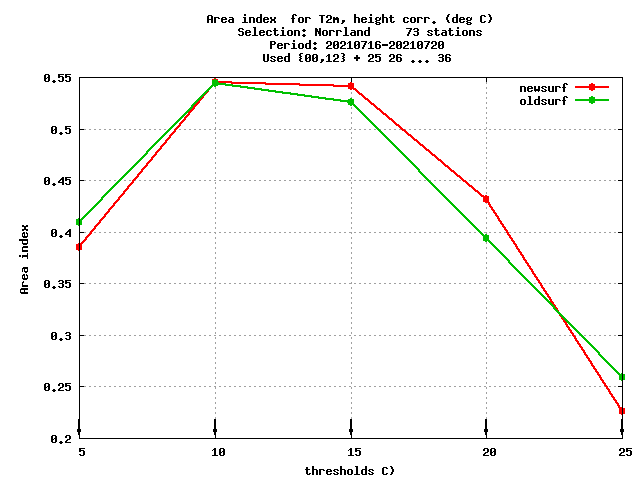 Area index  for T2m, height corr. (deg C)
Selection: Norrland     73 stations
Period: 20210716-20210720
Used {00,12} + 25 26 ... 36
newsurf
oldsurf
0.55
0.5
0.45
0.4
0.35
0.3
0.25
0.2
Area index
5 10 15 20 25
thresholds C)